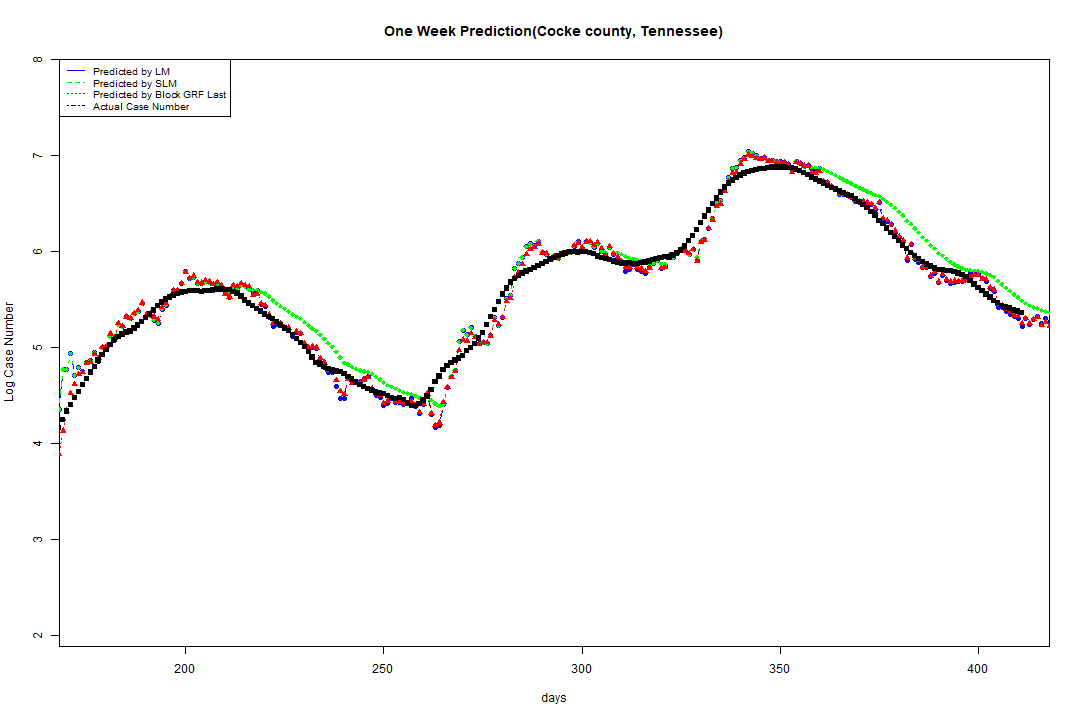 One Week Prediction(Cocke county, Tennessee)
Predicted by LM
Predicted by SLM
Predicted by Block GRF Last
Actual Case Number
8
7
6
5
4
3
2
Log Case Number
200 250 300 350 400
days